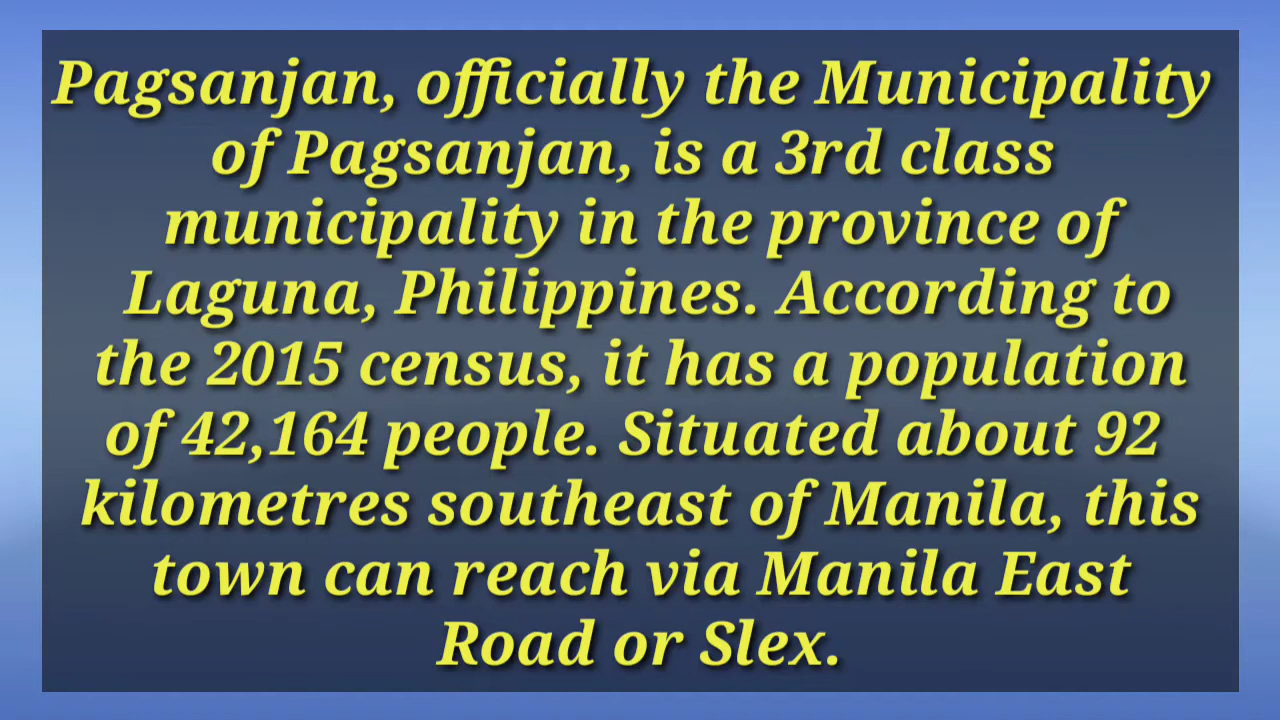 Pagsanjan, officially the Municipality
of Pagsanjan, is a 3rd class
municipality in the province of
Laguna, Philippines. According to
the 2015 census, it has a population
of 42,164 people. Situated about 92
kilometres southeast of Manila, this
town can reach via Manila East
Road or Slex.